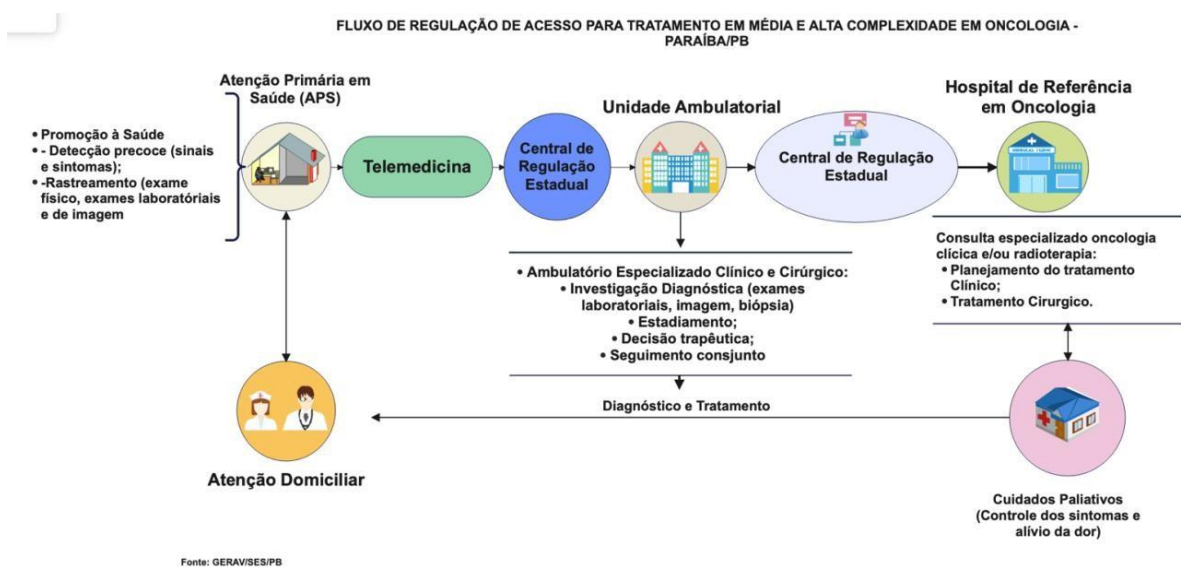 FLUXO DE REGULAÇÃO DE ACESSO PARA TRATAMENTO EM MÉDIA E ALTA COMPLEXIDADE EM ONCOLOGIA -
PARAÍBA/PB
Atenção Primária em
Saúde (APS)
• Promoção à Saúde
• - Detecção precoce (sinais
e sintomas);
• -Rastreamento (exame
físico, exames laboratóriais
e de imagem
Telemedicina
Central de
Regulação
Estadual
Unidade Ambulatorial
Central de Regulação
Estadual
Hospital de Referência
em Oncologia
• Ambulatório Especializado Clínico e Cirúrgico:
• Investigação Diagnóstica (exames
laboratoriais, imagem, biópsia)
• Estadiamento;
• Decisão trapêutica;
• Seguimento consjunto
Consulta especializado oncologia
clícica e/ou radioterapia:
• Planejamento do tratamento
Clínico;
• Tratamento Cirurgico.
Diagnóstico e Tratamento
Atenção Domiciliar
Cuidados Paliativos
(Controle dos sintomas e
alívio da dor)
Fonte: GERAV/SES/PB